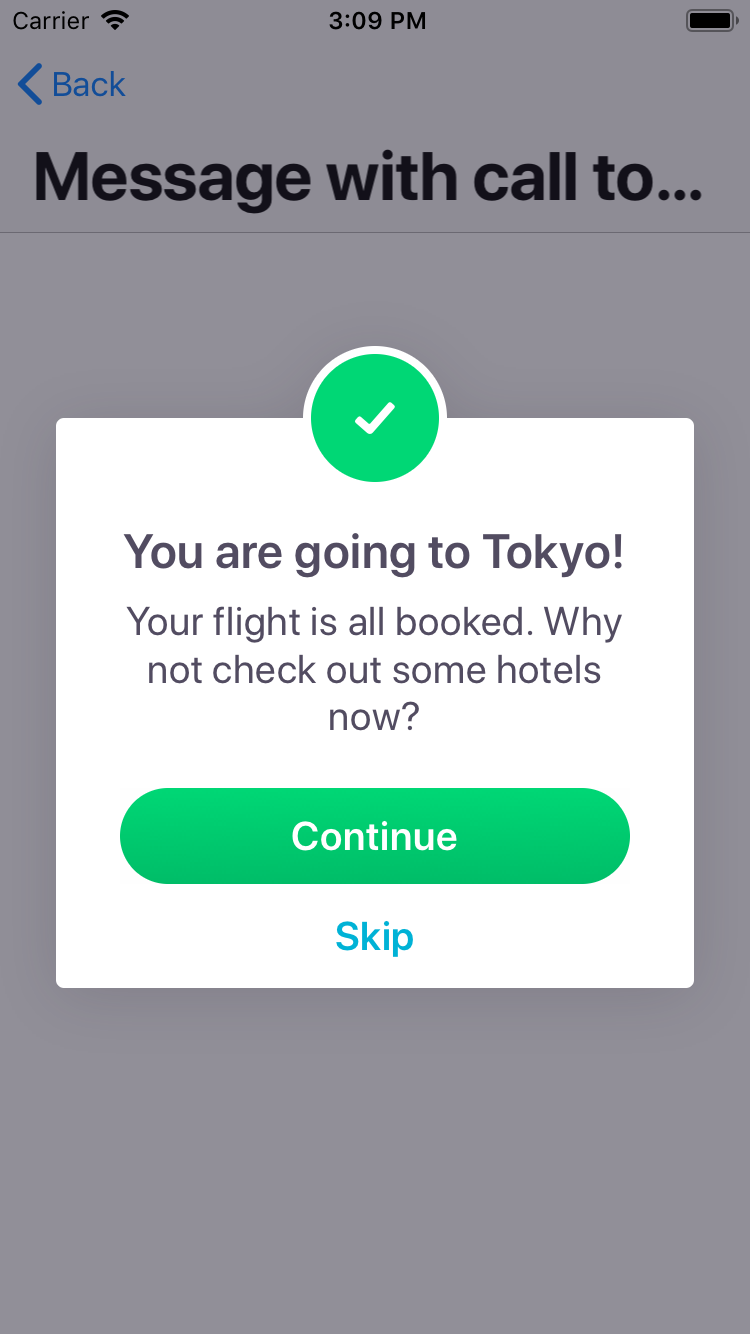 Carrier 3:09 PM
Back
Message with call to...
You are going to Tokyo!
Your flight is all booked. Why
not check out some hotels
now?
Continue
Skip